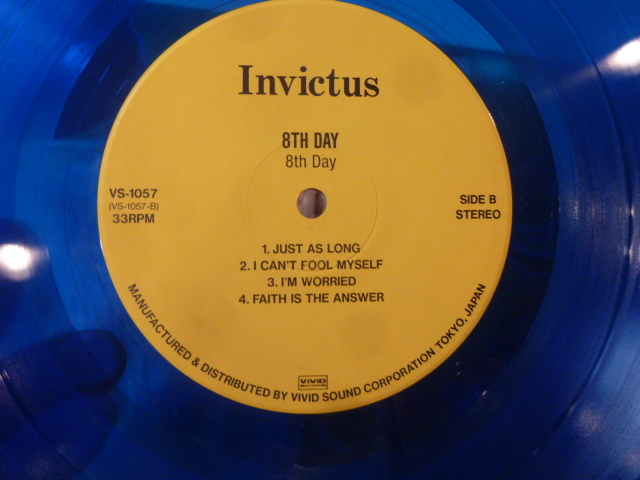 Invictus
8TH DAY
8th Day
VS-1057
(VS-1057-B)
33RPM
SIDE B
STEREO
1. JUST AS LONG
2. I CAN'T FOOL MYSELF
3. I'M WORRIED
4. FAITH IS THE ANSWER
MANUFACTURED & DISTRIBUTED BY VIVID SOUND CORPORATION TOKYO, JAPAN
VIVID